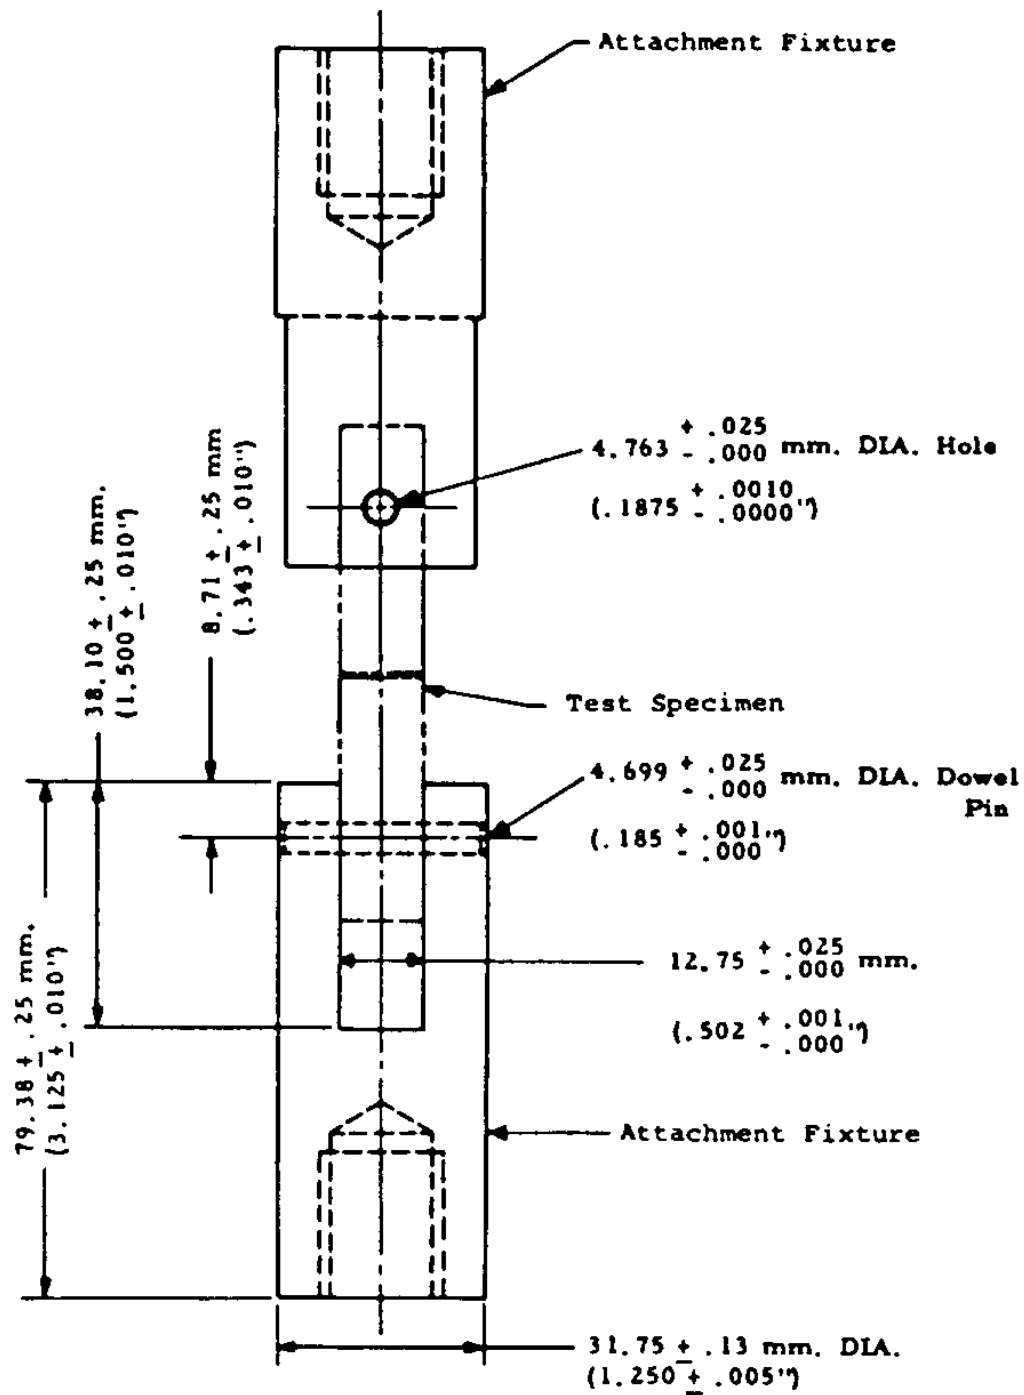 Attachment Fixture
4.763 + .025 - .000 mm. DIA. Hole
(.1875 + .0010 - .0000")
8.71 ± .25 mm
(.343 ± .010")
38.10 ± .25 mm.
(1.500 ± .010")
Test Specimen
4.699 + .025 - .000 mm. DIA. Dowel
Pin
(.185 + .001 - .000")
12.75 + .025 - .000 mm.
(.502 + .001 - .000")
79.38 ± .25 mm.
(3.125 ± .010")
Attachment Fixture
31.75 ± .13 mm. DIA.
(1.250 ± .005")